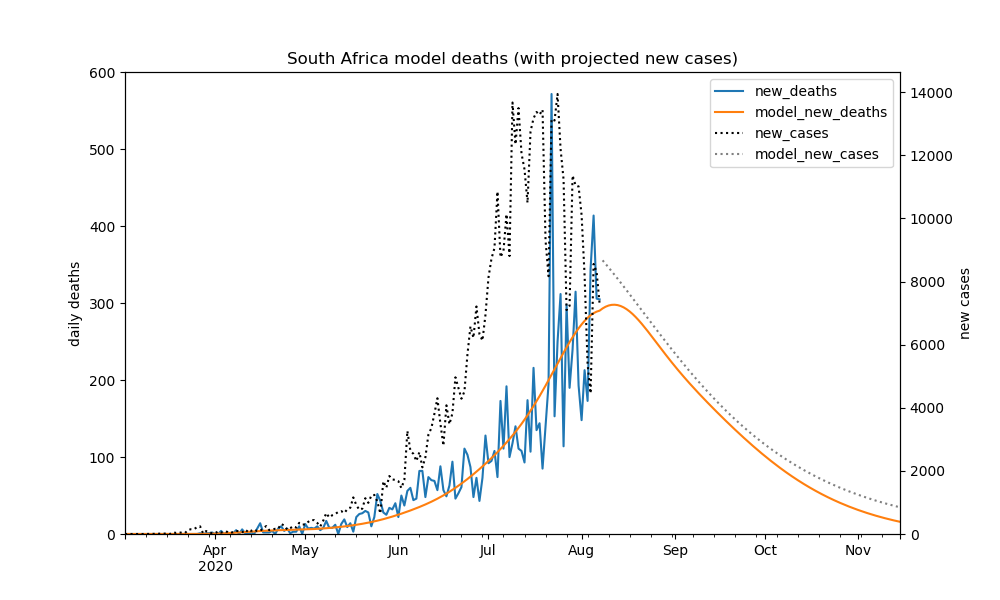 South Africa model deaths (with projected new cases)
600
500
400
300
200
100
0
daily deaths
14000
12000
10000
8000
6000
4000
2000
0
new cases
new_deaths
model_new_deaths
new_cases
model_new_cases
Apr May Jun Jul Aug Sep Oct Nov
2020